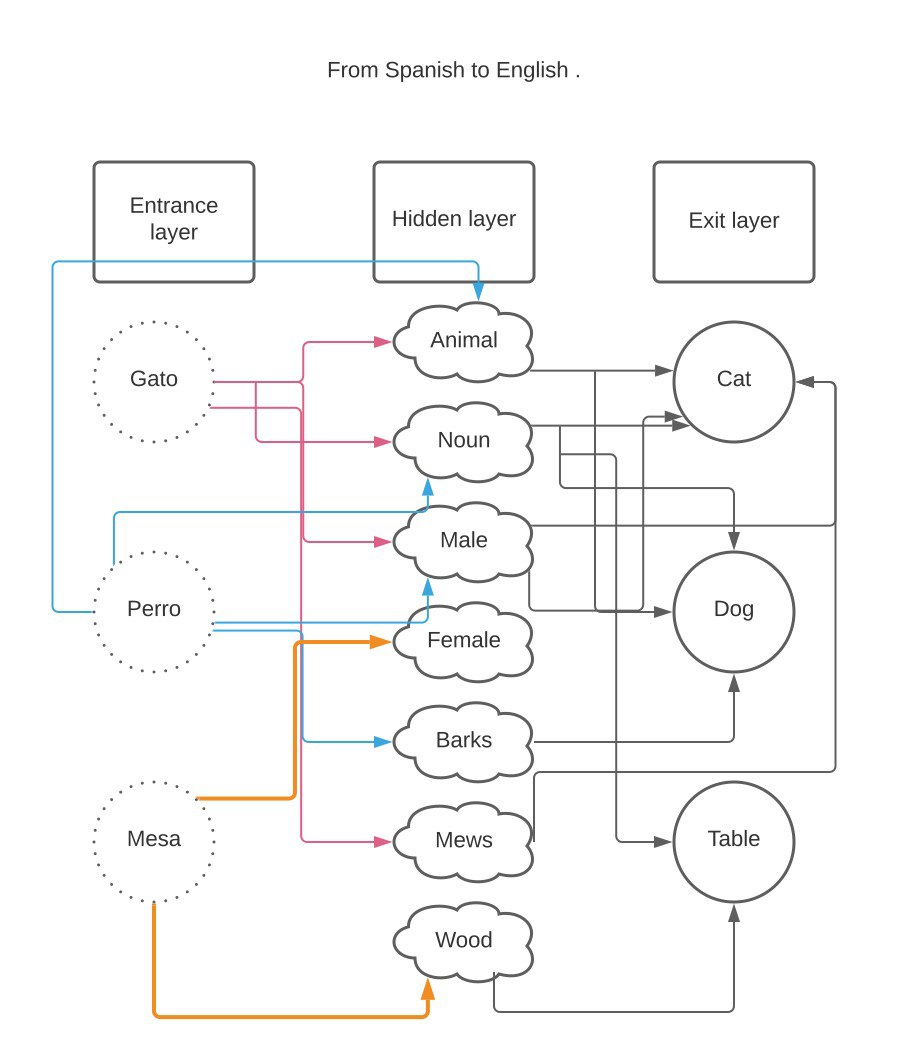 From Spanish to English .
Entrance
layer
Hidden layer
Exit layer
Animal
Gato
Cat
Noun
Male
Perro
Dog
Female
Barks
Mesa
Mews
Table
Wood